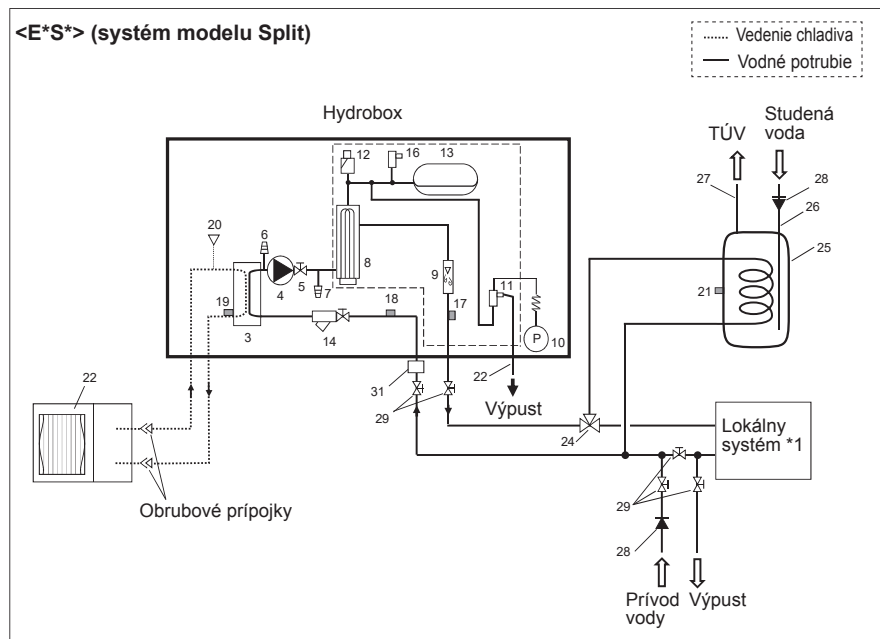 <E*S*> (systém modelu Split)
Vedenie chladiva
Vodné potrubie
Hydrobox
TÚV
Studená
voda
12
16
13
27
28
26
20
6
25
8
9
4
5
7
11
21
19
3
18
17
14
P
10
22
31
22
29
Výpust
24
Lokálny
systém *1
Obrubové prípojky
29
28
Prívod
vody
Výpust